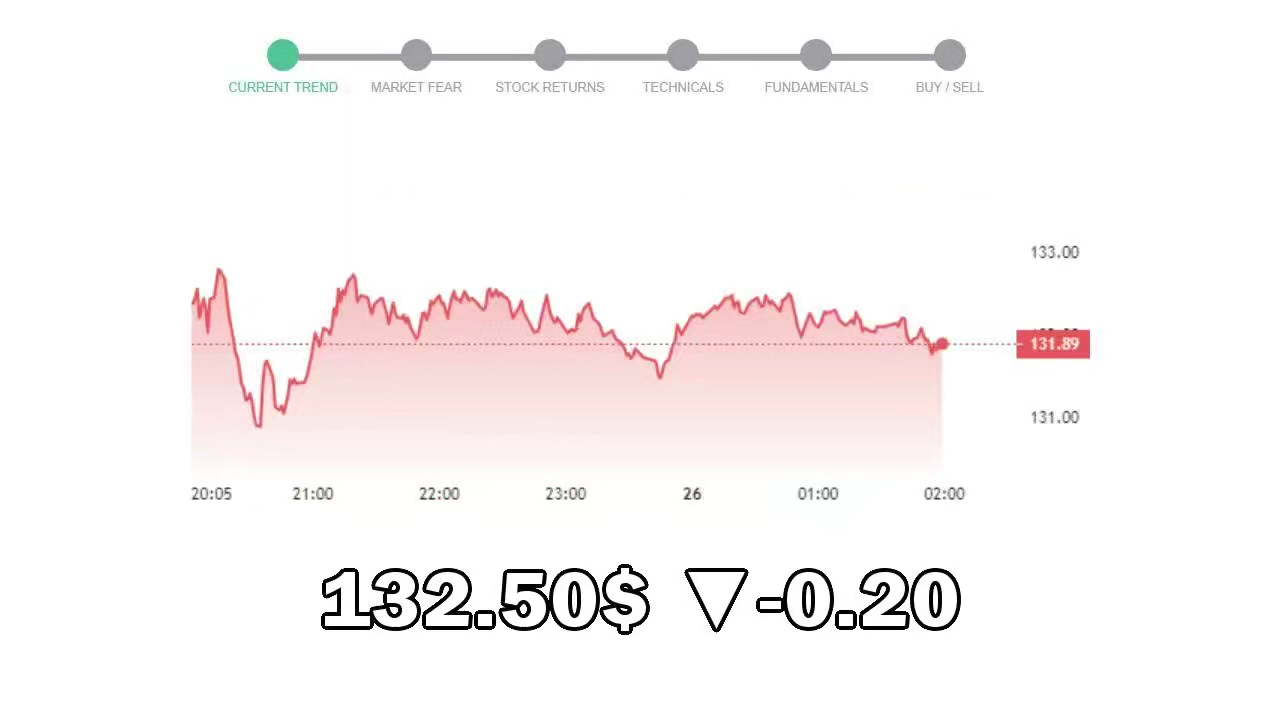 CURRENT TREND MARKET FEAR STOCK RETURNS TECHNICALS FUNDAMENTALS BUY / SELL
133.00
131.89
131.00
20:05 21:00 22:00 23:00 26 01:00 02:00
132.50$ ▽-0.20